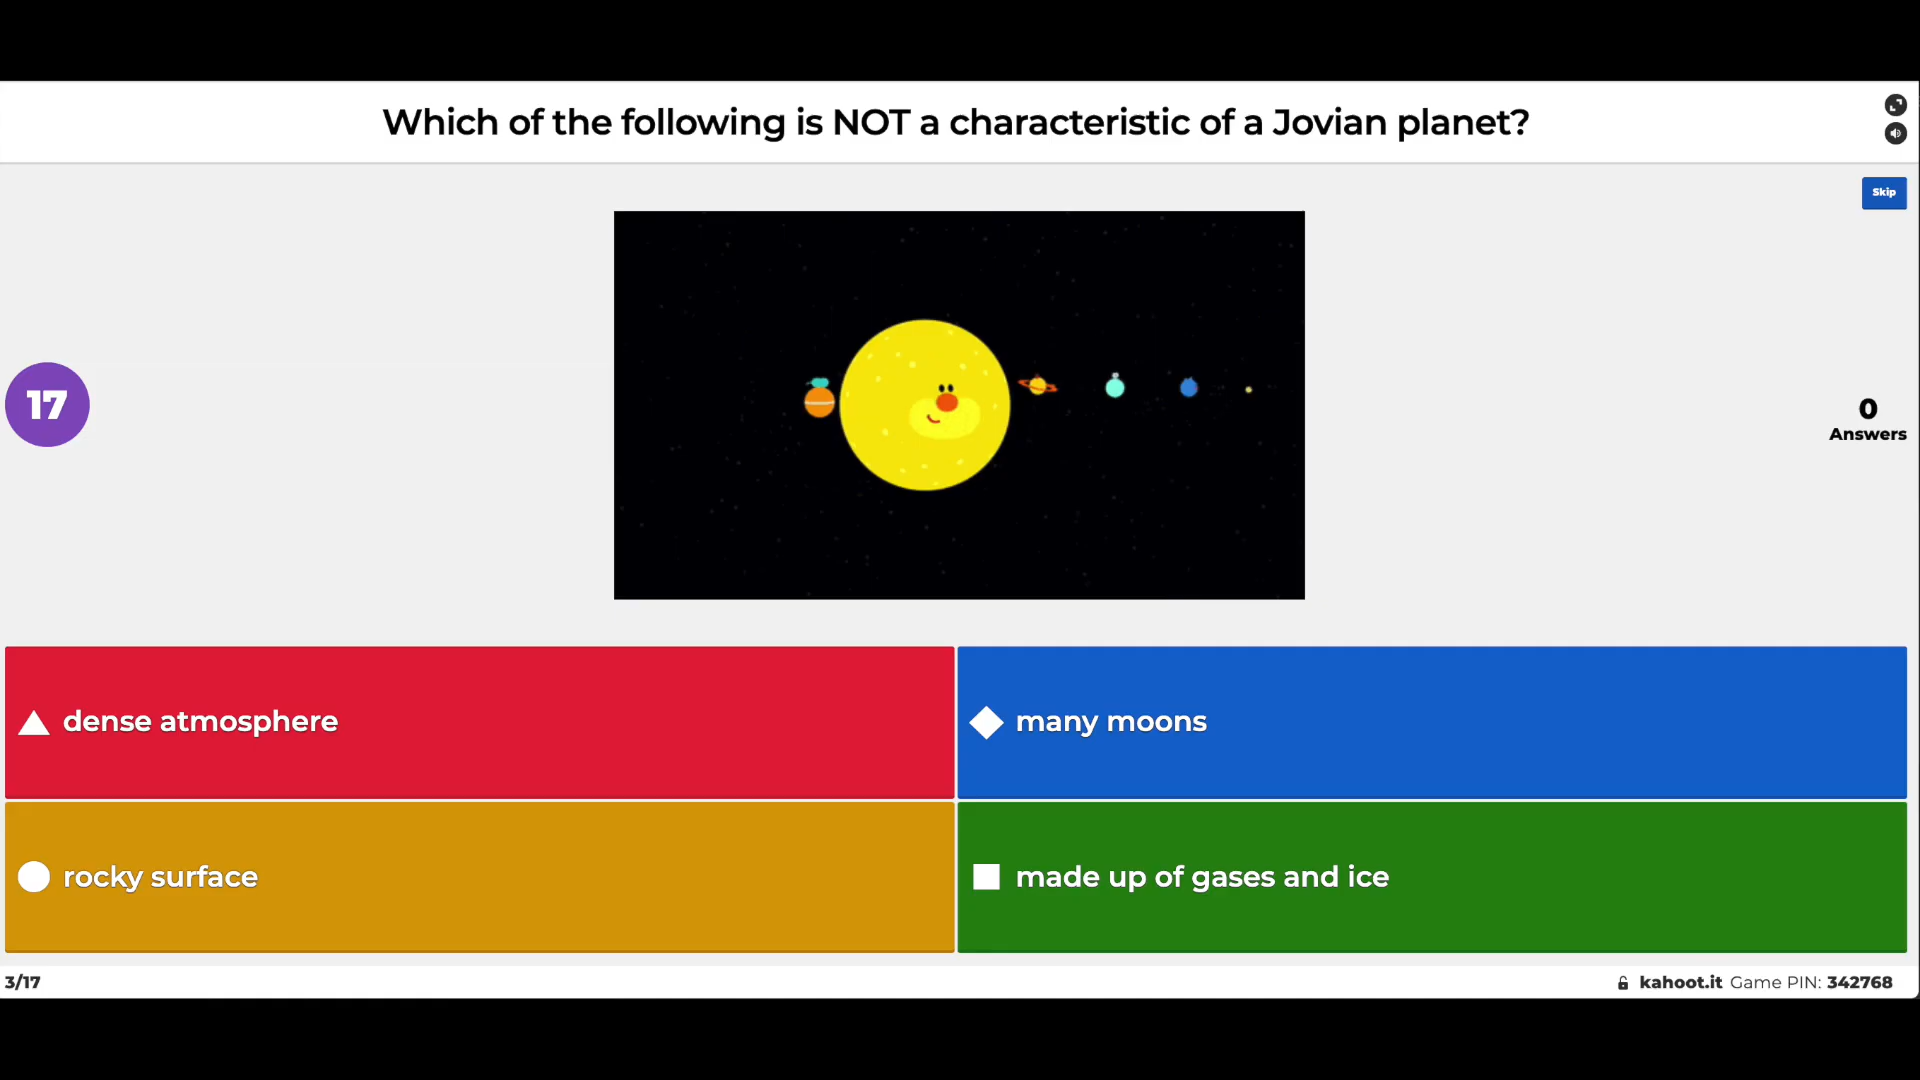 Which of the following is NOT a characteristic of a Jovian planet?
Skip
17
0
Answers
dense atmosphere
many moons
rocky surface
made up of gases and ice
3/17
kahoot.it Game PIN: 342768